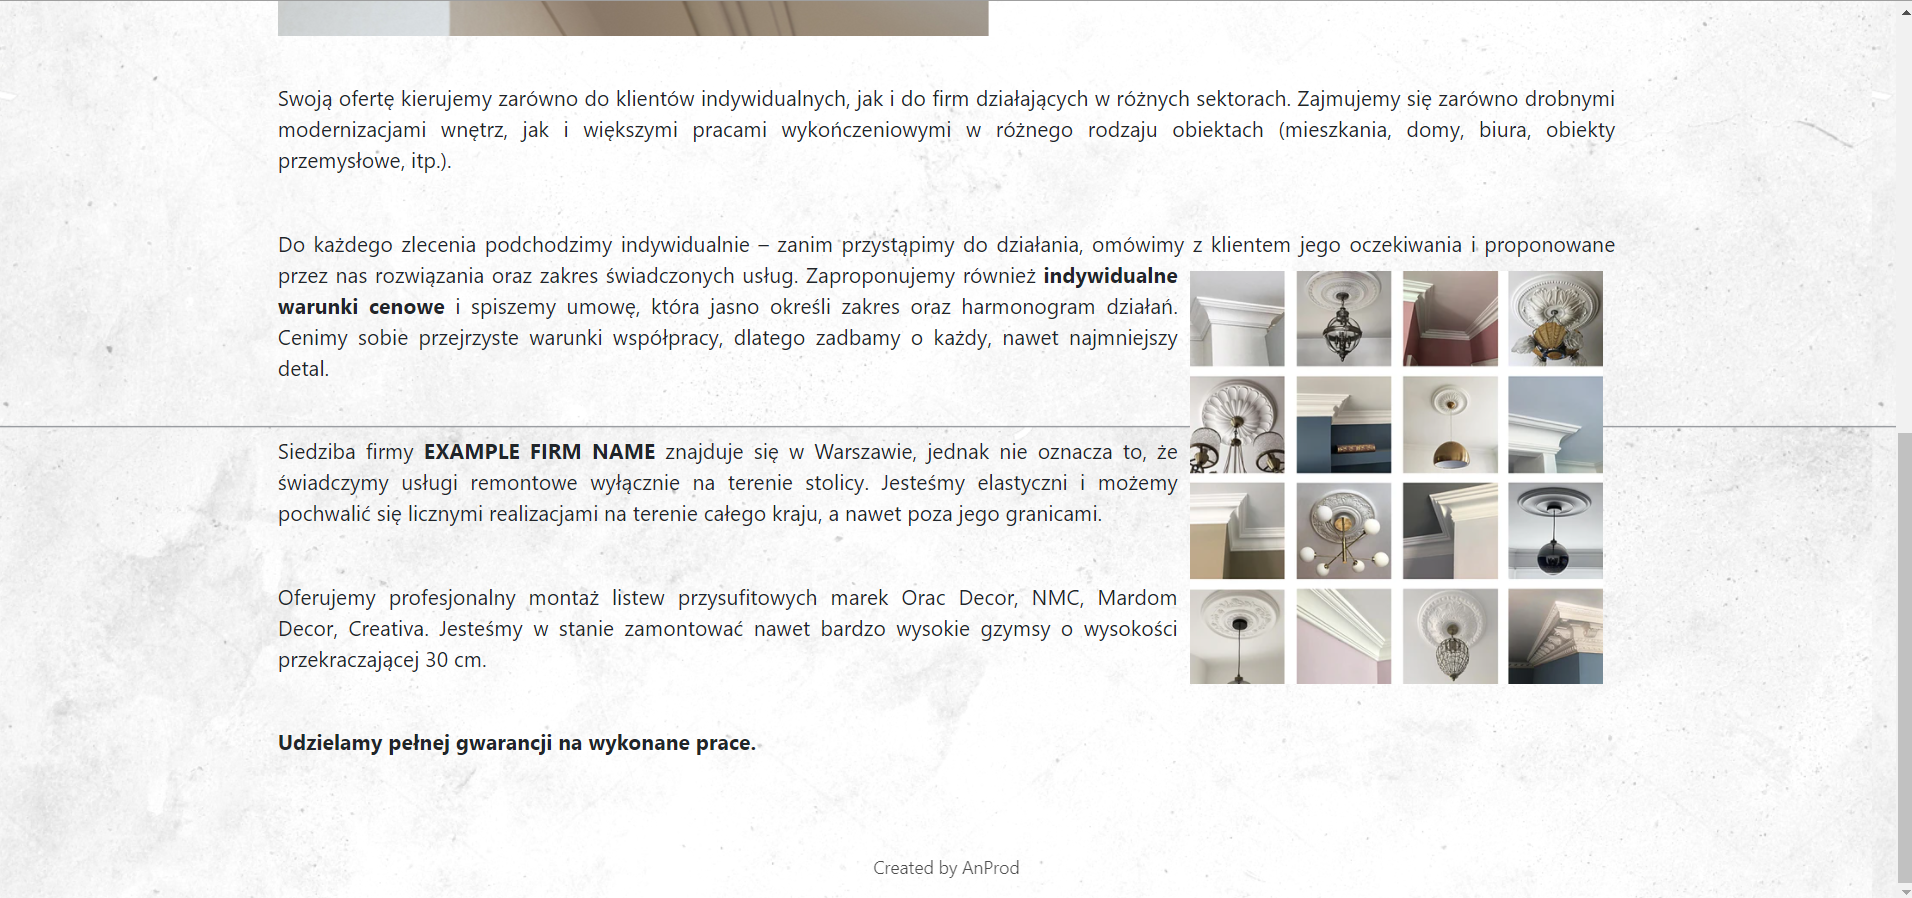 Swoją ofertę kierujemy zarówno do klientów indywidualnych, jak i do firm działających w różnych sektorach. Zajmujemy się zarówno drobnymi
modernizacjami wnętrz, jak i większymi pracami wykończeniowymi w różnego rodzaju obiektach (mieszkania, domy, biura, obiekty
przemysłowe, itp.).
Do każdego zlecenia podchodzimy indywidualnie – zanim przystąpimy do działania, omówimy z klientem jego oczekiwania i proponowane
przez nas rozwiązania oraz zakres świadczonych usług. Zaproponujemy również indywidualne
warunki cenowe i spiszemy umowę, która jasno określi zakres oraz harmonogram działań.
Cenimy sobie przejrzyste warunki współpracy, dlatego zadbamy o każdy, nawet najmniejszy
detal.
Siedziba firmy EXAMPLE FIRM NAME znajduje się w Warszawie, jednak nie oznacza to, że
świadczymy usługi remontowe wyłącznię na terenie stolicy. Jesteśmy elastyczni i możemy
pochwalić się licznymi realizacjami na terenie całego kraju, a nawet poza jego granicami.
Oferujemy profesjonalny montaż listew przysufitowych marek Orac Decor, NMC, Mardom
Decor, Creativa. Jesteśmy w stanie zamontować nawet bardzo wysokie gzymsy o wysokości
przekraczającej 30 cm.
Udzielamy pełnej gwarancji na wykonane prace.
Created by AnProd